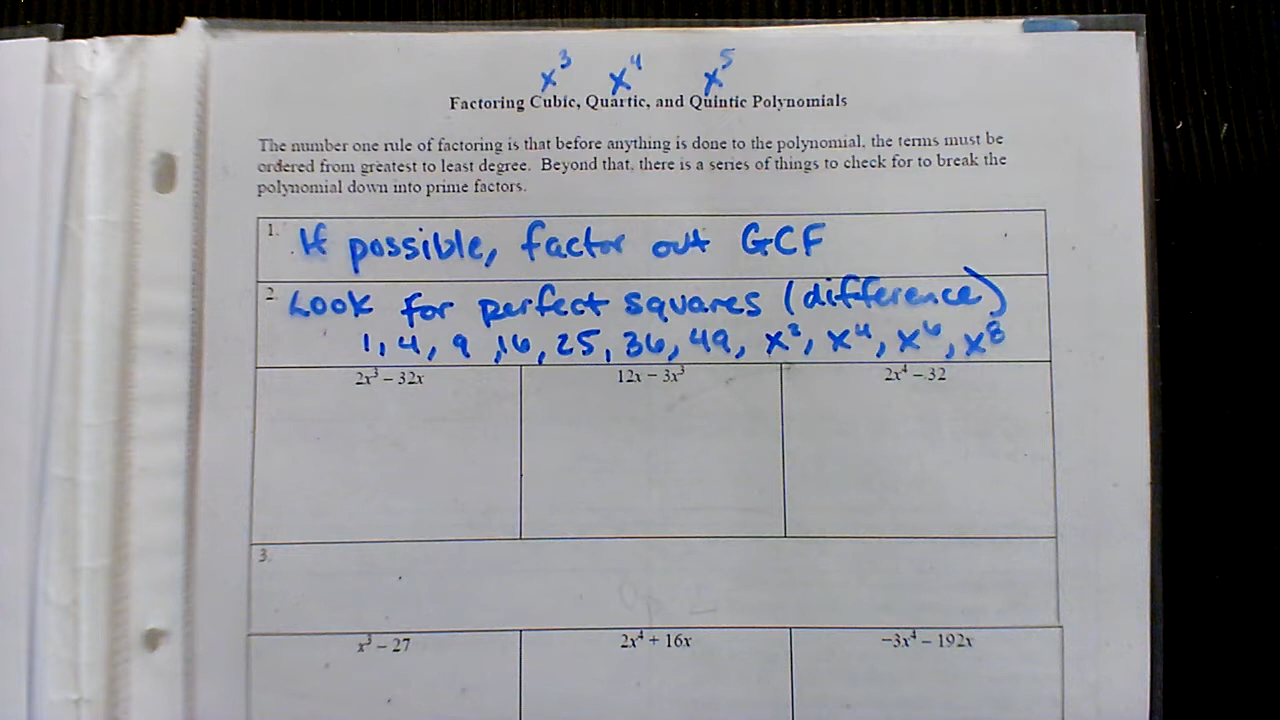 x³ x⁴ x⁵
Factoring Cubic, Quartic, and Quintic Polynomials
The number one rule of factoring is that before anything is done to the polynomial, the terms must be
ordered from greatest to least degree. Beyond that, there is a series of things to check for to break the
polynomial down into prime factors.
1. If possible, factor out GCF
2. Look for perfect squares (difference)
1, 4, 9, 16, 25, 36, 49, x², x⁴, x⁶, x⁸
2x³ – 32x 12x – 3x³ 2x⁴ – 32
3.
x³ – 27 2x⁴ + 16x −3x⁴ – 192x